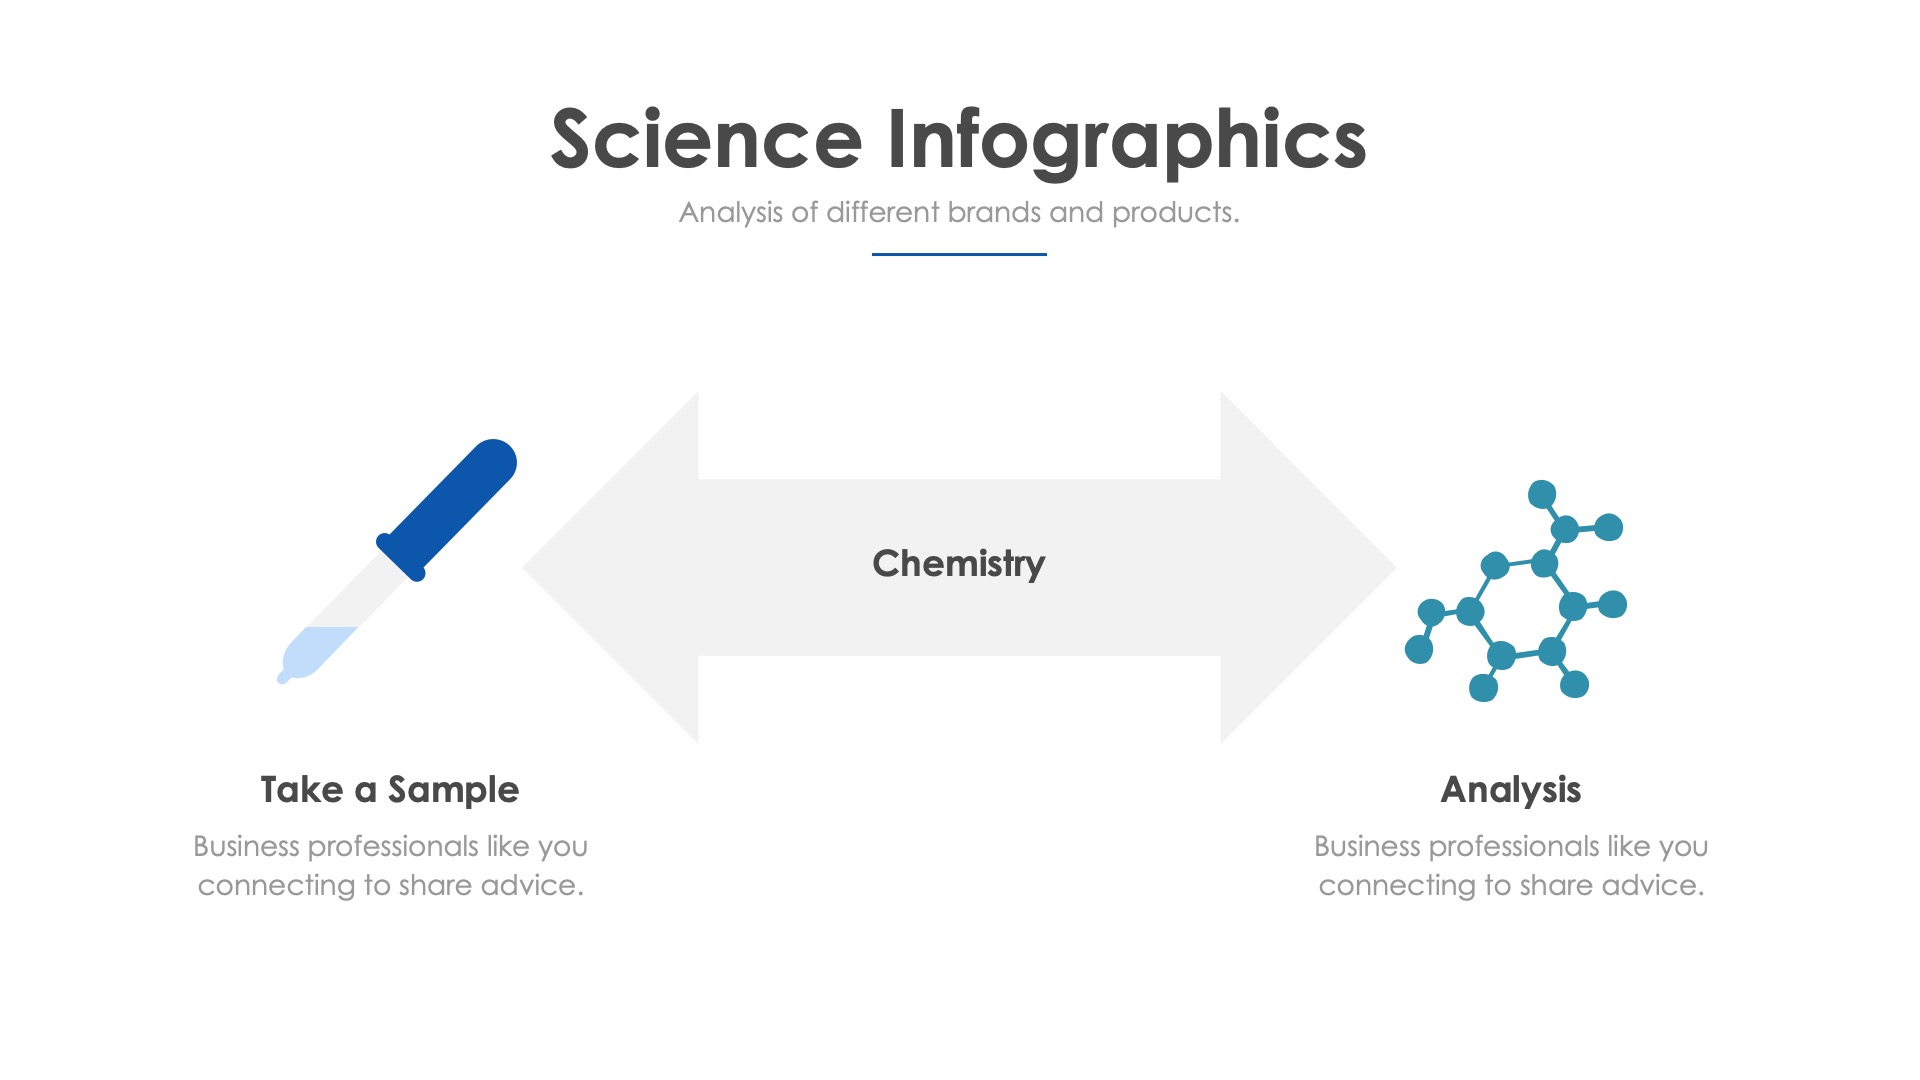 Science Infographics
Analysis of different brands and products.
Chemistry
Take a Sample
Business professionals like you
connecting to share advice.
Analysis
Business professionals like you
connecting to share advice.